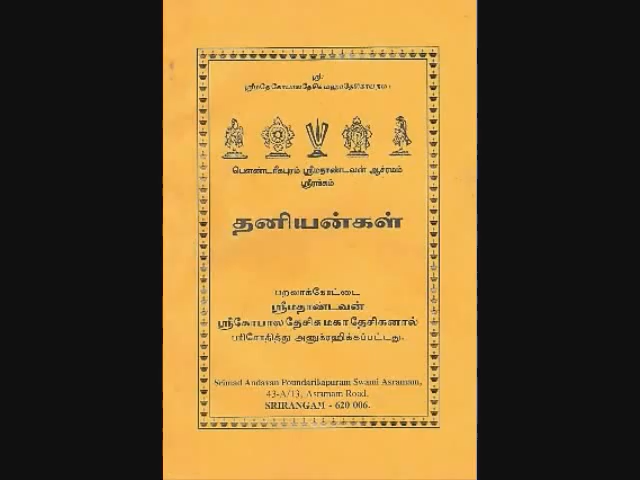 ஸ்ரீ:
ஸ்ரீமதே கோபாலதேசிக மஹாதேசிகாய நம:
பௌண்டரீகபுரம் ஸ்ரீமதாண்டவன் ஆச்ரமம்
ஸ்ரீரங்கம்
தனியன்கள்
பறவாக்கோட்டை
ஸ்ரீமதாண்டவன்
ஸ்ரீகோபாலதேசிகமகாதேசிகனால்
பரிசோதித்து அனுக்ரஹிக்கப்பட்டது.
Srimad Andavan Poundarikapuram Swami Asramam,
43-A/13, Asramam Road,
SRIRANGAM - 620 006.